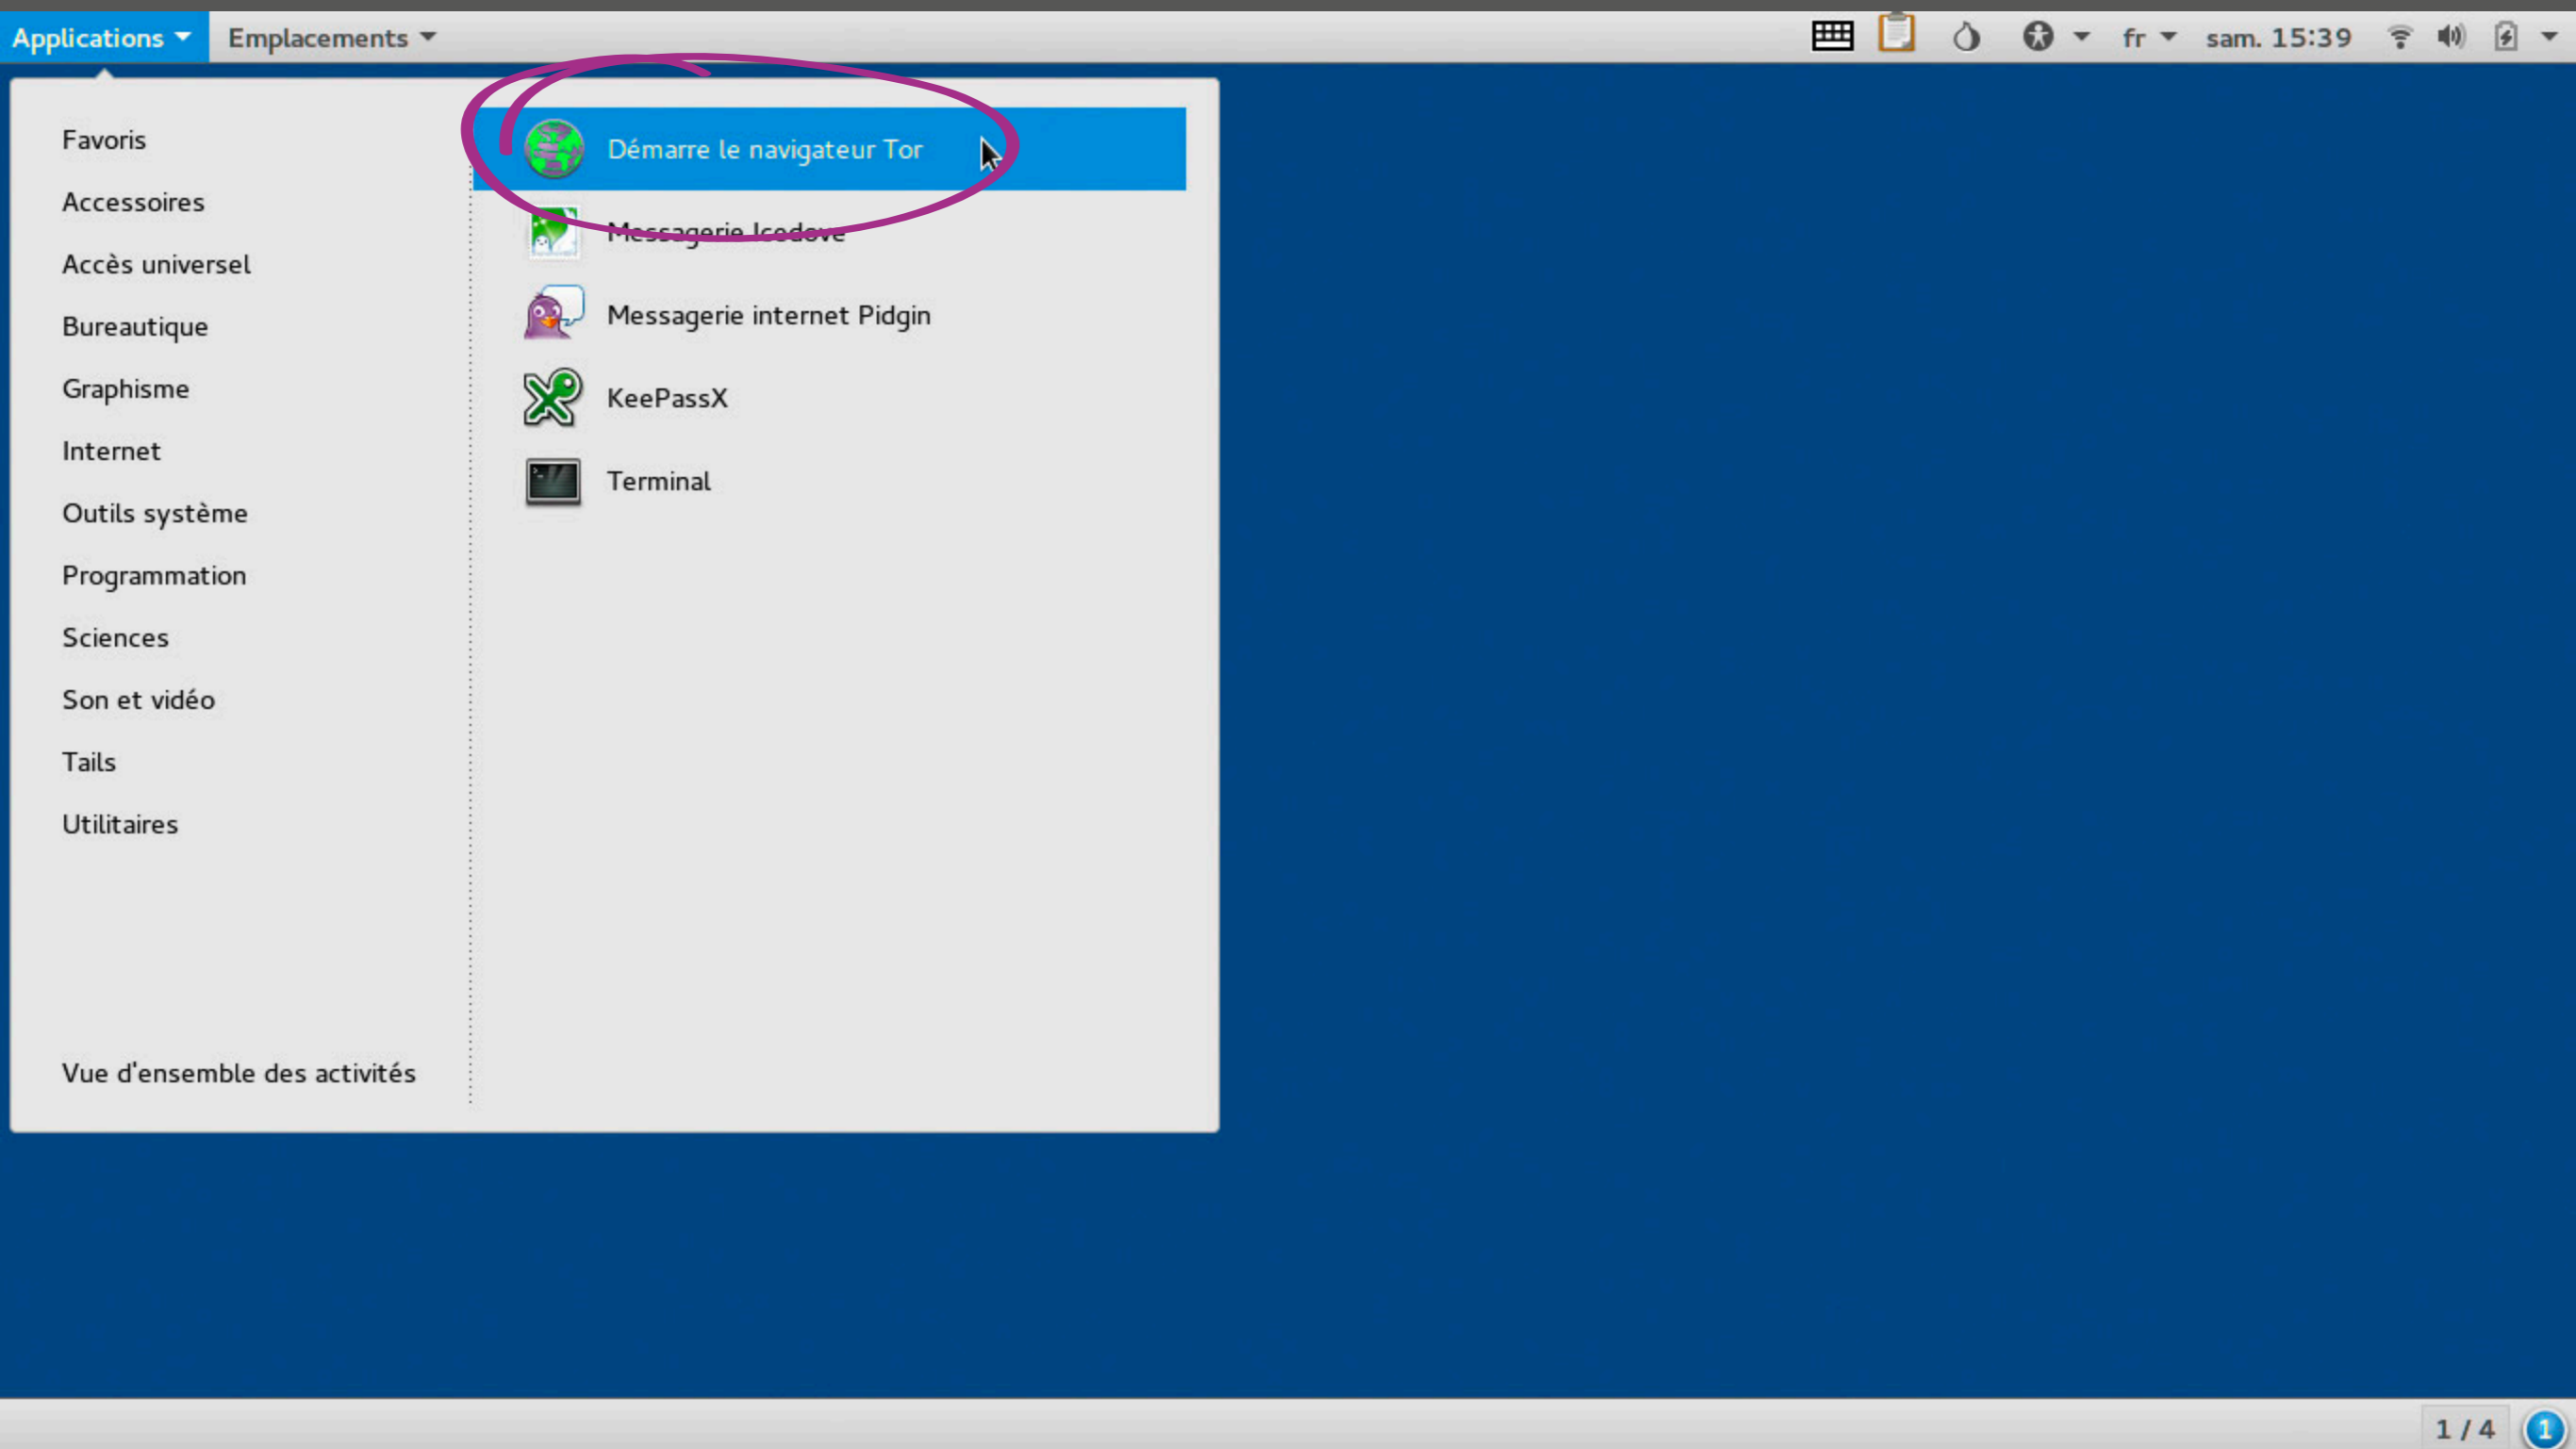 Applications Emplacements fr sam. 15:39
Favoris
Accessoires
Accès universel
Bureautique
Graphisme
Internet
Outils système
Programmation
Sciences
Son et vidéo
Tails
Utilitaires
Vue d'ensemble des activités
Démarre le navigateur Tor
Messagerie Icedove
Messagerie internet Pidgin
KeePassX
Terminal
1 / 4 1